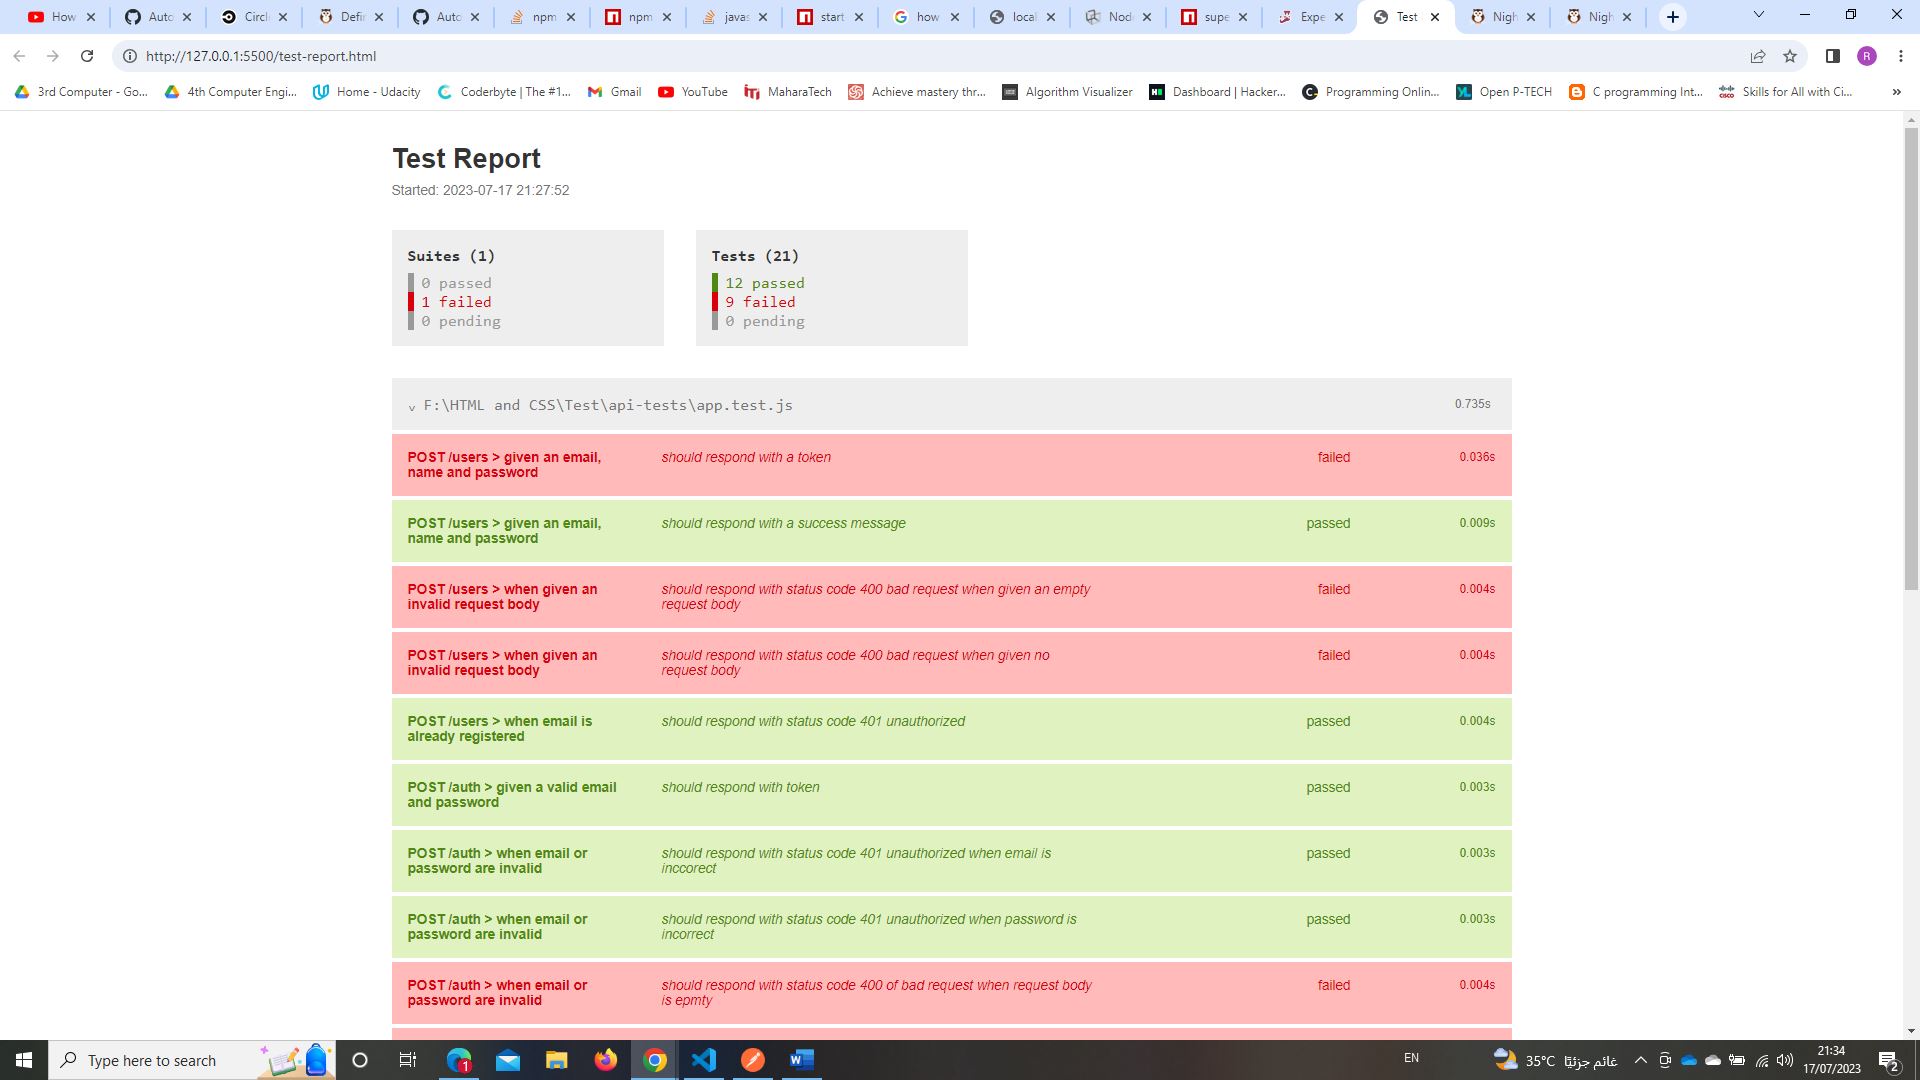 How
Auto
Circl
Defir
Auto
npm
npm
javas
start
how
local
Nod
supe
Expe
Test
Nigh
Nigh
http://127.0.0.1:5500/test-report.html
R
3rd Computer - Go...
4th Computer Engi...
Home - Udacity
Coderbyte | The #1...
Gmail
YouTube
MaharaTech
Achieve mastery thr...
Algorithm Visualizer
Dashboard | Hacker...
Programming Onlin...
Open P-TECH
C programming Int...
Skills for All with Ci...
»
Test Report
Started: 2023-07-17 21:27:52
Suites (1)
0 passed
1 failed
0 pending
Tests (21)
12 passed
9 failed
0 pending
F:\HTML and CSS\Test\api-tests\app.test.js 0.735s
POST /users > given an email, name and password
should respond with a token
failed
0.036s
POST /users > given an email, name and password
should respond with a success message
passed
0.009s
POST /users > when given an invalid request body
should respond with status code 400 bad request when given an empty request body
failed
0.004s
POST /users > when given an invalid request body
should respond with status code 400 bad request when given no request body
failed
0.004s
POST /users > when email is already registered
should respond with status code 401 unauthorized
passed
0.004s
POST /auth > given a valid email and password
should respond with token
passed
0.003s
POST /auth > when email or password are invalid
should respond with status code 401 unauthorized when email is inccorect
passed
0.003s
POST /auth > when email or password are invalid
should respond with status code 401 unauthorized when password is incorrect
passed
0.003s
POST /auth > when email or password are invalid
should respond with status code 400 of bad request when request body is epmty
failed
0.004s
Type here to search
1
EN
35°C غائم جزئيًا
21:34
17/07/2023
2